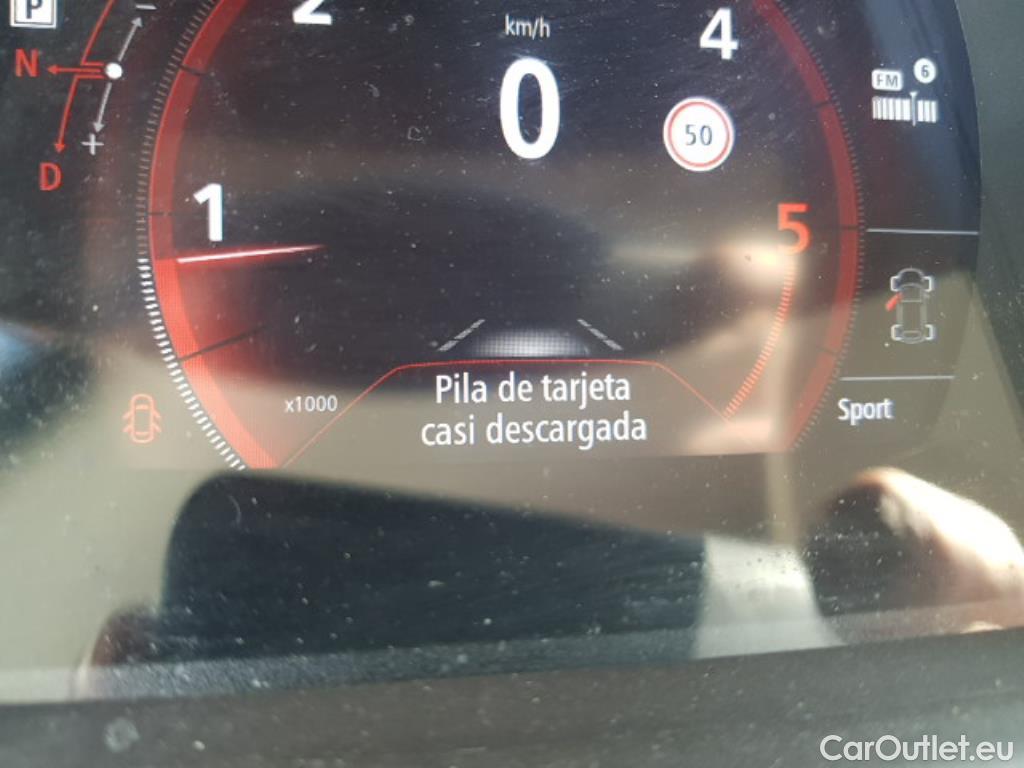 P
2
km/h
4
N
0
FM
6
50
D
1
5
x1000
Pila de tarjeta
casi descargada
Sport
CarOutlet.eu